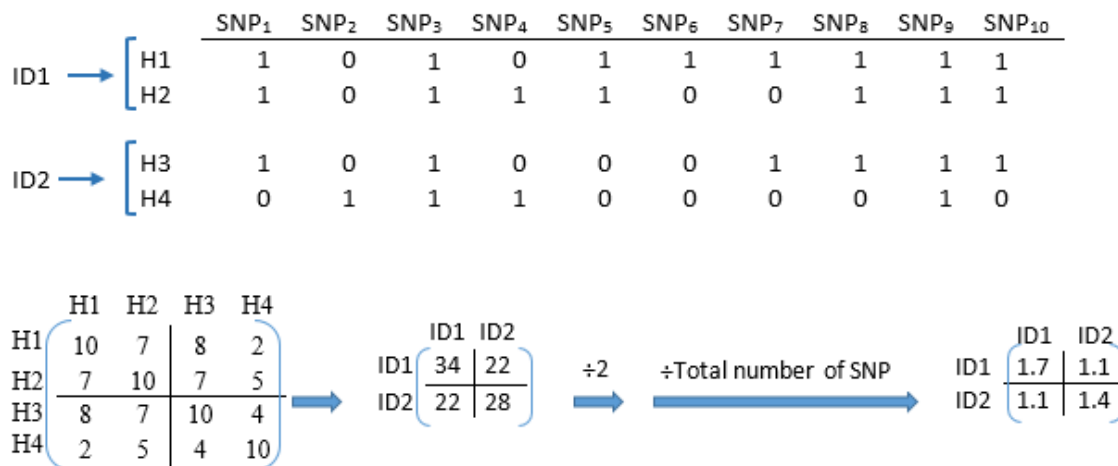 SNP₁ SNP₂ SNP₃ SNP₄ SNP₅ SNP₆ SNP₇ SNP₈ SNP₉ SNP₁₀
ID1 H1 1 0 1 0 1 1 1 1 1 1
H2 1 0 1 1 1 0 0 1 1 1
ID2 H3 1 0 1 0 0 0 1 1 1 1
H4 0 1 1 1 0 0 0 0 1 0
H1 H2 H3 H4
H1 10 7 8 2
H2 7 10 7 5
H3 8 7 10 4
H4 2 5 4 10
ID1 ID2
ID1 34 22
ID2 22 28
÷2
÷Total number of SNP
ID1 ID2
ID1 1.7 1.1
ID2 1.1 1.4